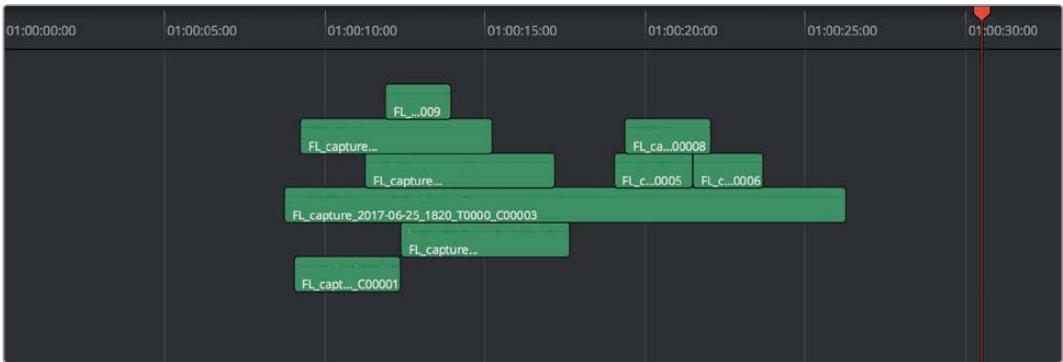 01:00:00:00 01:00:05:00 01:00:10:00 01:00:15:00 01:00:20:00 01:00:25:00 01:00:30:00
FL_...009
FL_capture... FL_ca...00008
FL_capture... FL_c...0005 FL_c...0006
FL_capture_2017-06-25_1820_T0000_C00003
FL_capture...
FL_capt..._C00001